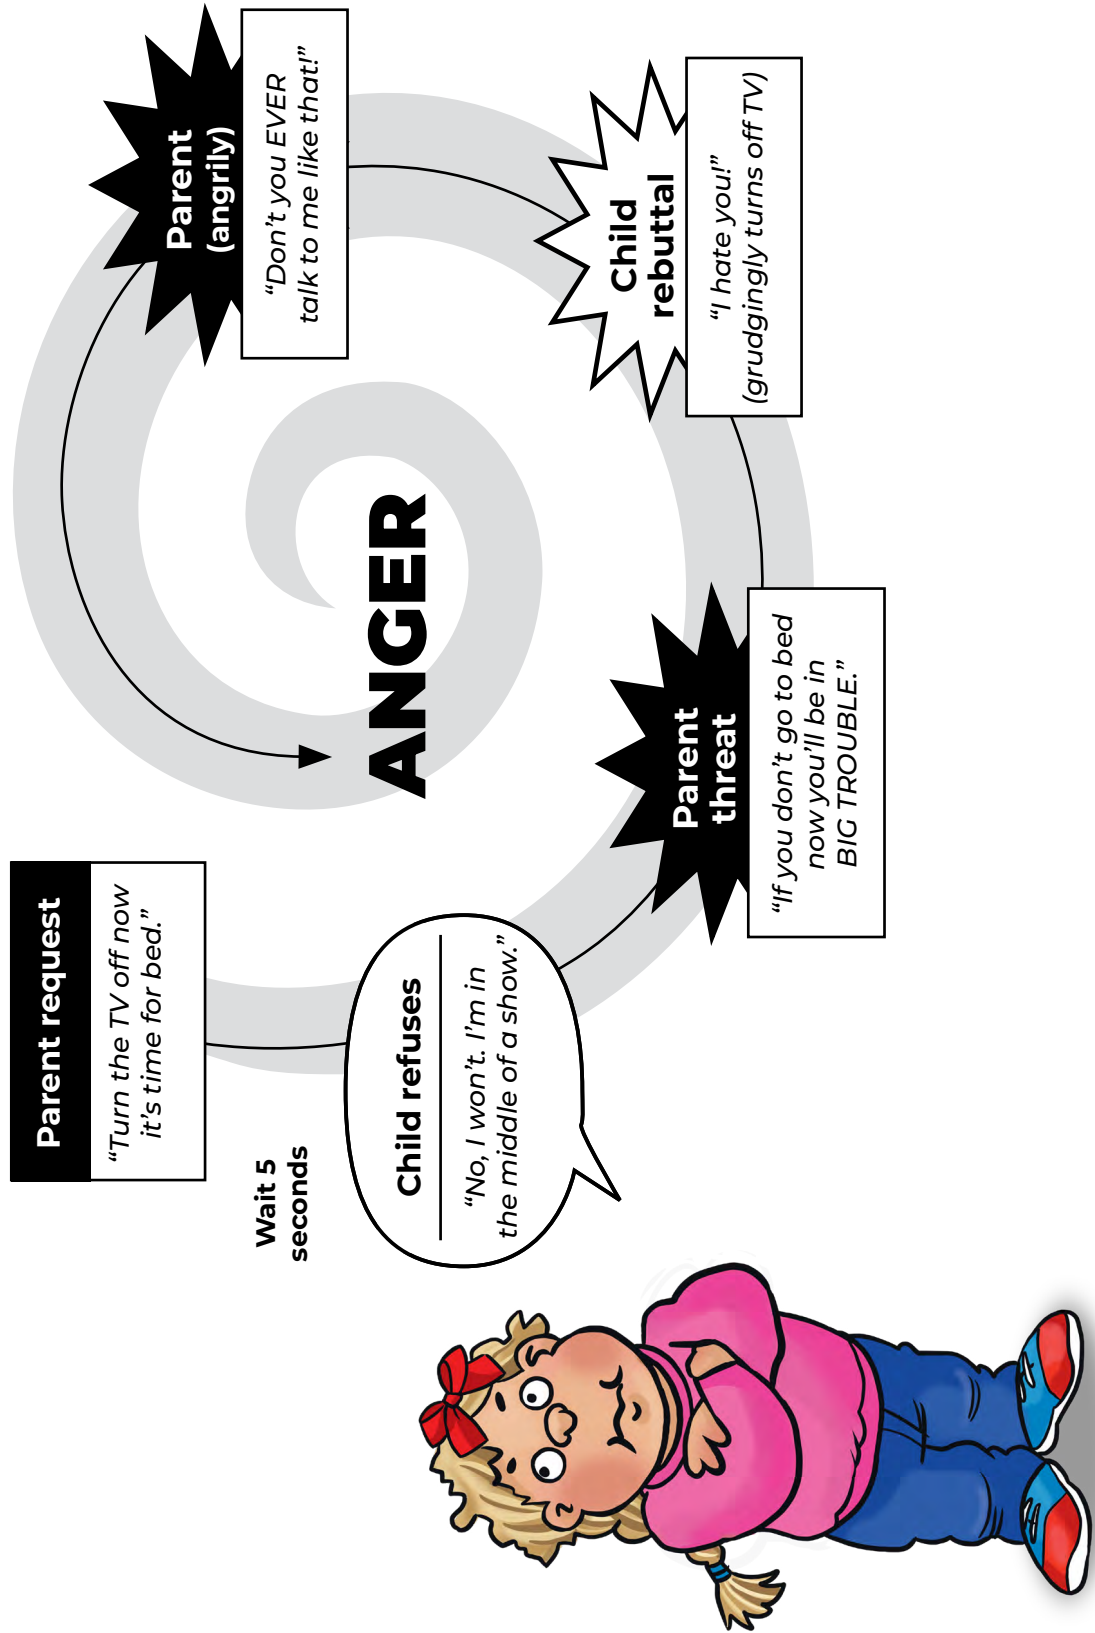 Parent request
“Turn the TV off now
it’s time for bed.”
Wait 5
seconds
Child refuses
“No, I won’t. I’m in
the middle of a show.”
Parent
threat
“If you don’t go to bed
now you’ll be in
BIG TROUBLE.”
Child
rebuttal
“I hate you!”
(grudgingly turns off TV)
Parent
(angrily)
“Don’t you EVER
talk to me like that!”
ANGER